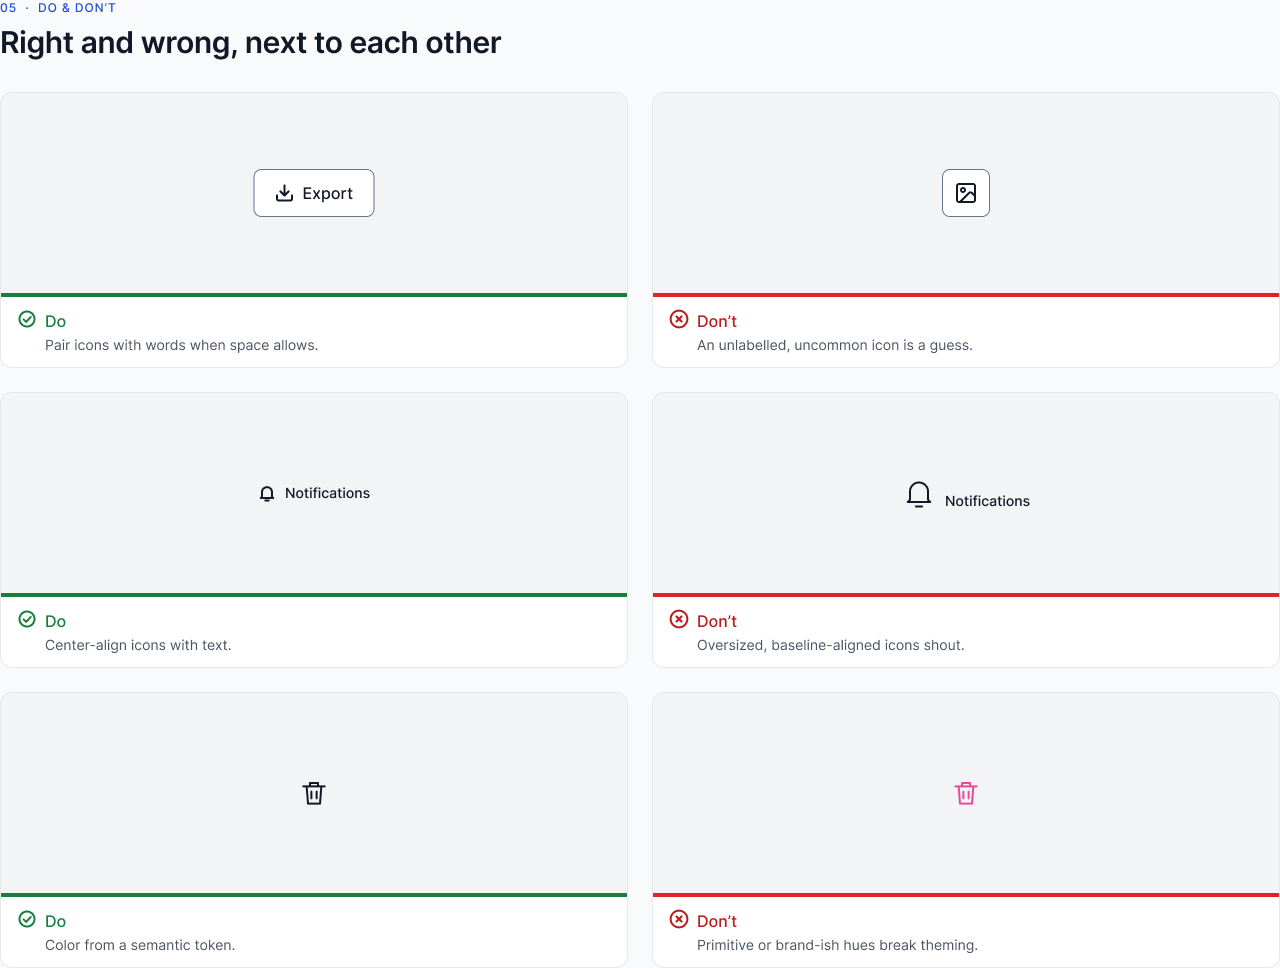 05 · DO & DON’T
Right and wrong, next to each other
Export
Do
Pair icons with words when space allows.
Don’t
An unlabelled, uncommon icon is a guess.
Notifications
Do
Center-align icons with text.
Notifications
Don’t
Oversized, baseline-aligned icons shout.
Do
Color from a semantic token.
Don’t
Primitive or brand-ish hues break theming.